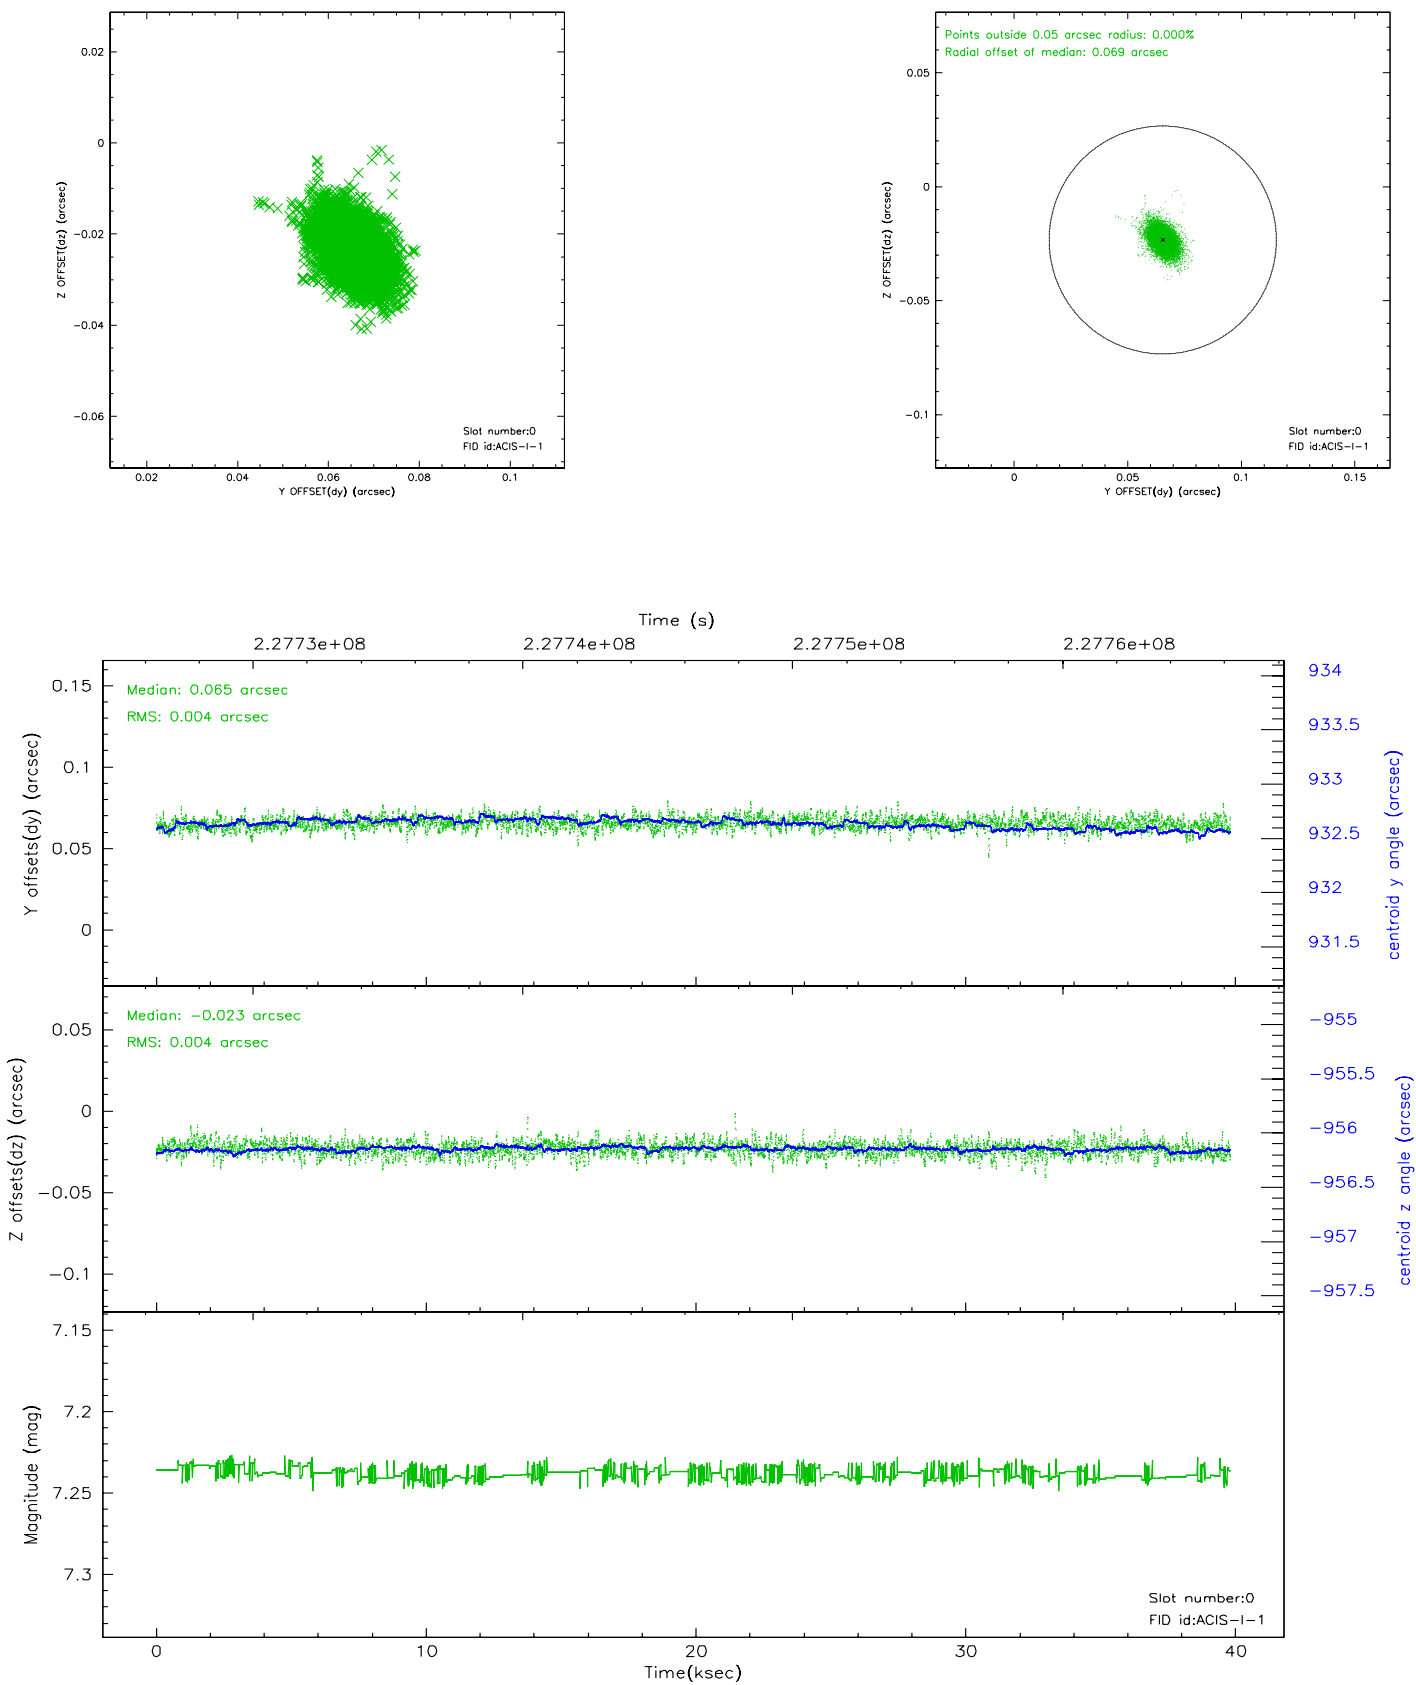 0.02
0
−0.02
−0.04
−0.06
Z OFFSET(dz) (arcsec)
Slot number:0
FID id:ACIS−I−1
0.02 0.04 0.06 0.08 0.1
Y OFFSET(dy) (arcsec)
Points outside 0.05 arcsec radius: 0.000%
Radial offset of median: 0.069 arcsec
0.05
0
−0.05
−0.1
Z OFFSET(dz) (arcsec)
Slot number:0
FID id:ACIS−I−1
0 0.05 0.1 0.15
Y OFFSET(dy) (arcsec)
Time (s)
2.2773e+08 2.2774e+08 2.2775e+08 2.2776e+08
Median: 0.065 arcsec
RMS: 0.004 arcsec
0.15
0.1
0.05
0
Y offsets(dy) (arcsec)
934
933.5
933
932.5
932
931.5
centroid y angle (arcsec)
Median: −0.023 arcsec
RMS: 0.004 arcsec
0.05
0
−0.05
−0.1
Z offsets(dz) (arcsec)
−955
−955.5
−956
−956.5
−957
−957.5
centroid z angle (arcsec)
7.15
7.2
7.25
7.3
Magnitude (mag)
Slot number:0
FID id:ACIS−I−1
0 10 20 30 40
Time(ksec)